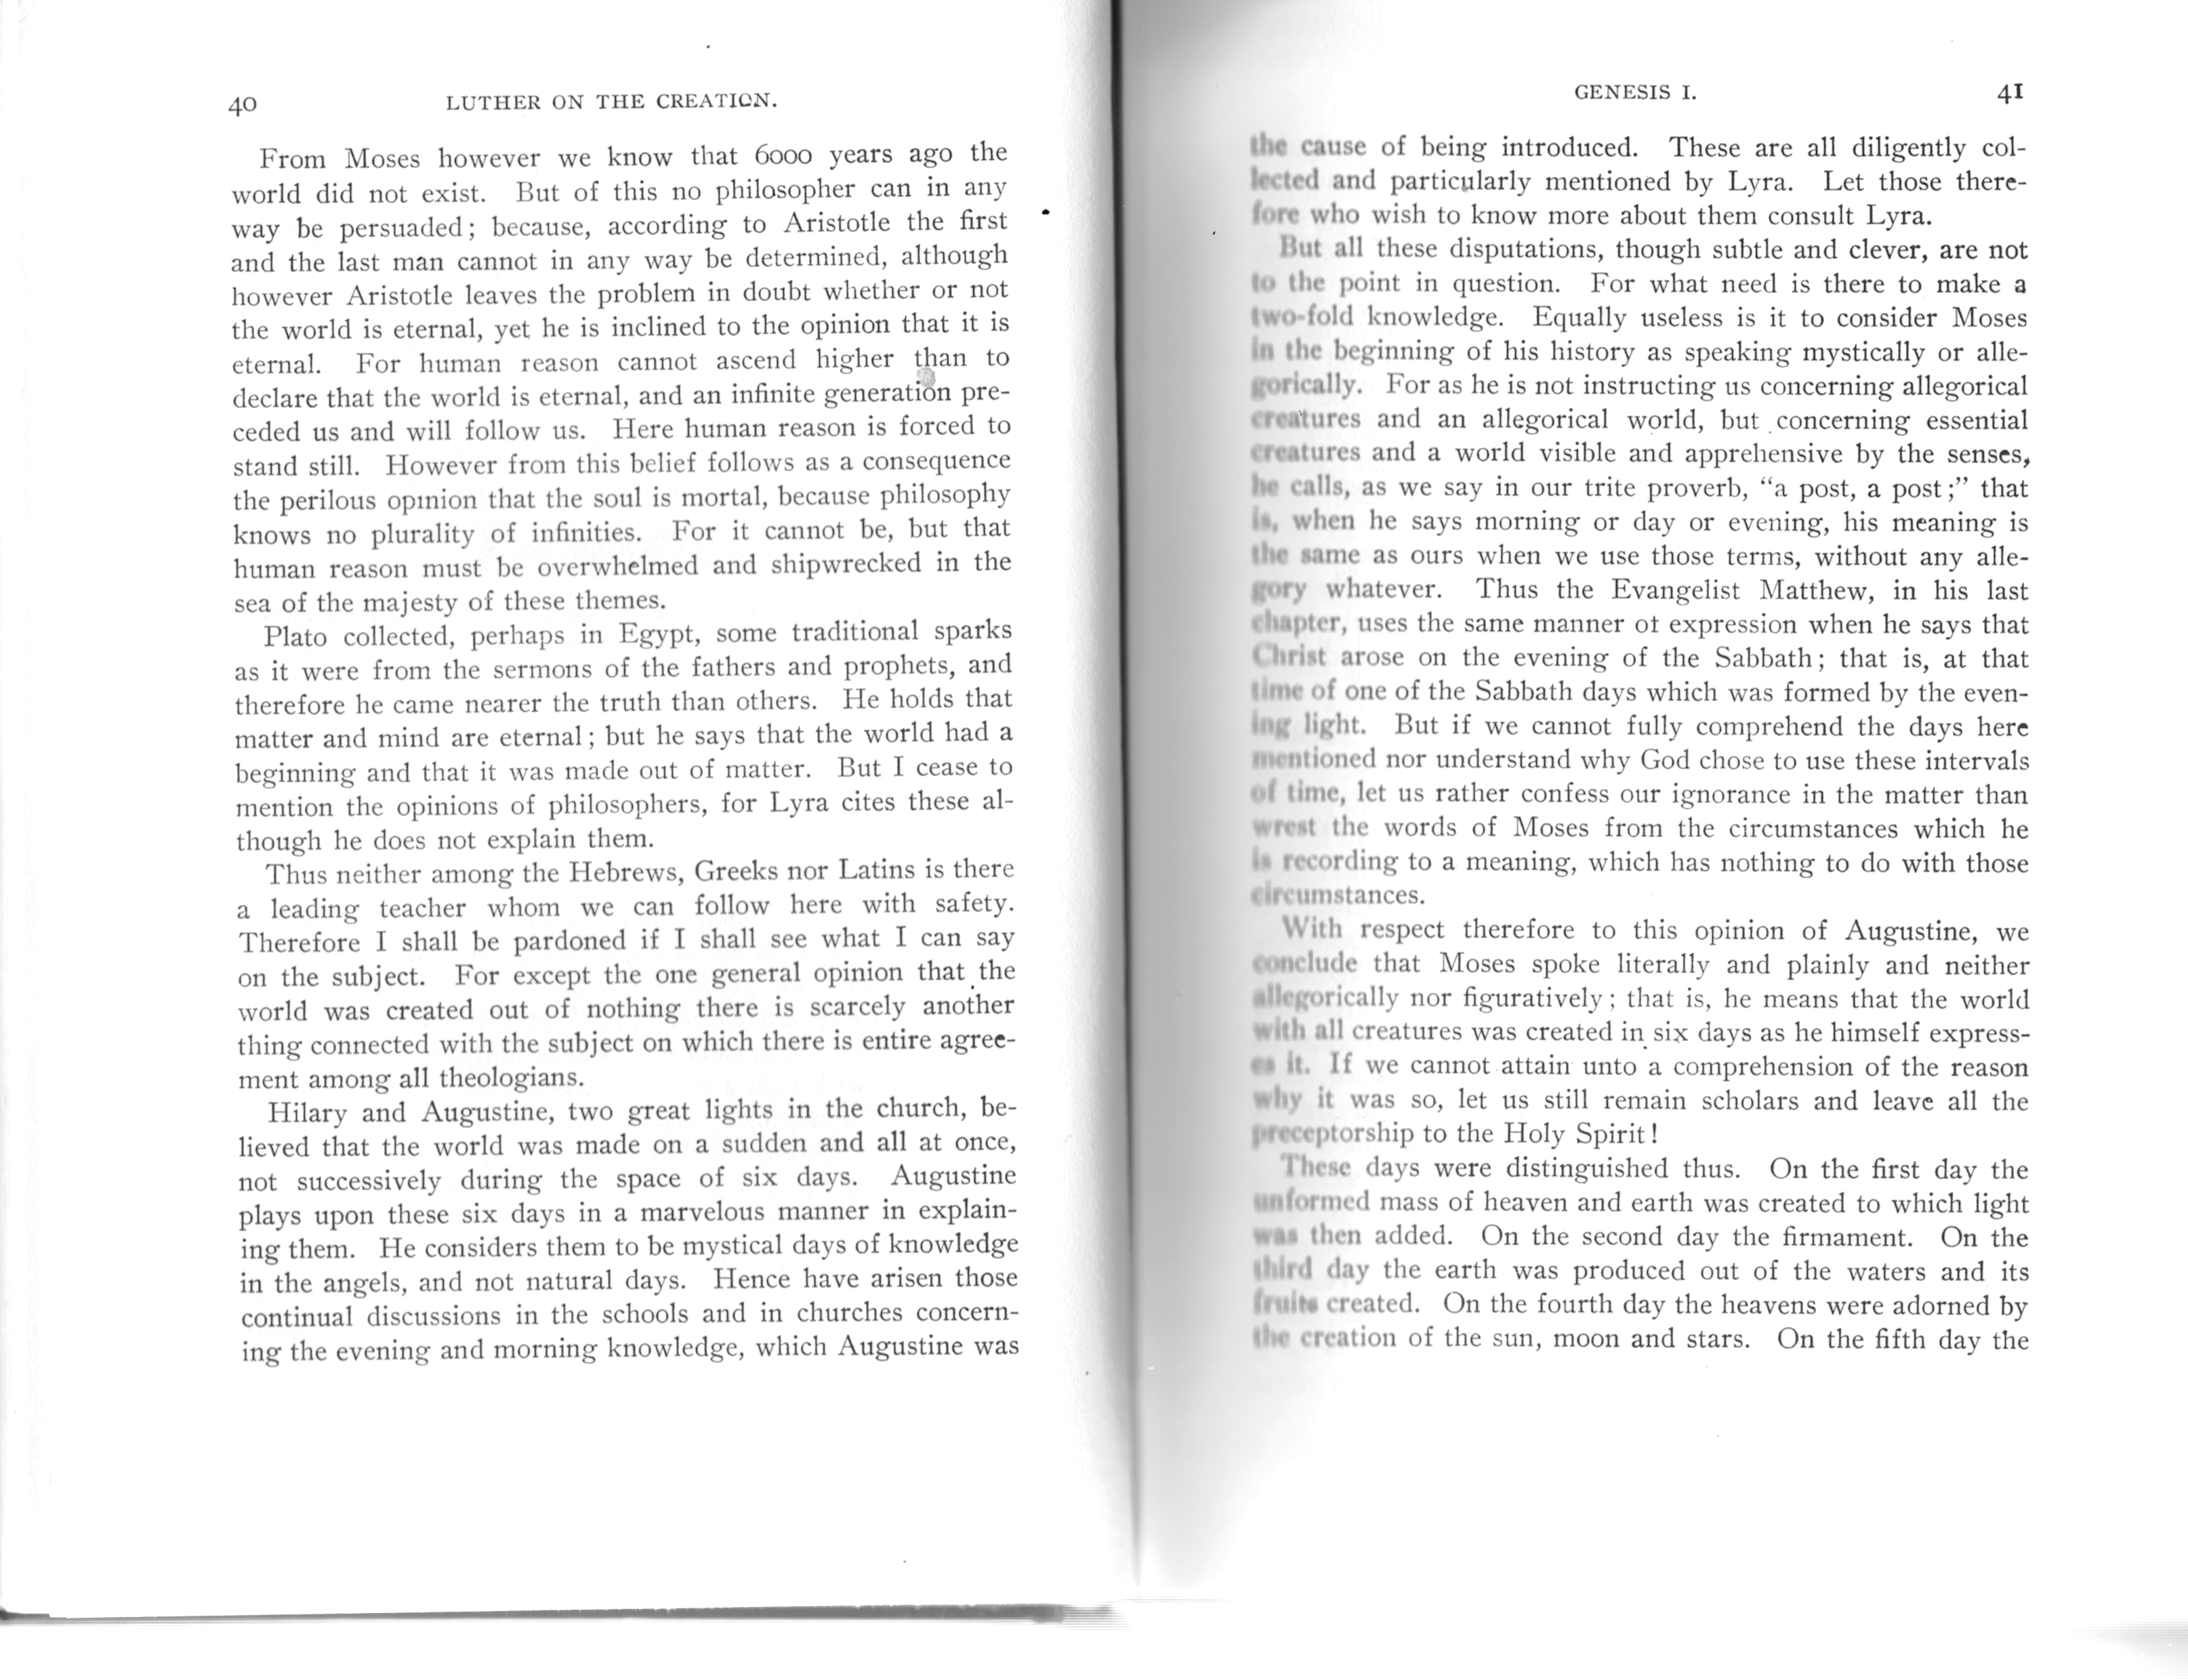 40 LUTHER ON THE CREATION.
From Moses however we know that 6000 years ago the
world did not exist. But of this no philosopher can in any
way be persuaded; because, according to Aristotle the first
and the last man cannot in any way be determined, although
however Aristotle leaves the problem in doubt whether or not
the world is eternal, yet he is inclined to the opinion that it is
eternal. For human reason cannot ascend higher than to
declare that the world is eternal, and an infinite generation pre-
ceded us and will follow us. Here human reason is forced to
stand still. However from this belief follows as a consequence
the perilous opinion that the soul is mortal, because philosophy
knows no plurality of infinities. For it cannot be, but that
human reason must be overwhelmed and shipwrecked in the
sea of the majesty of these themes.
Plato collected, perhaps in Egypt, some traditional sparks
as it were from the sermons of the fathers and prophets, and
therefore he came nearer the truth than others. He holds that
matter and mind are eternal; but he says that the world had a
beginning and that it was made out of matter. But I cease to
mention the opinions of philosophers, for Lyra cites these al-
though he does not explain them.
Thus neither among the Hebrews, Greeks nor Latins is there
a leading teacher whom we can follow here with safety.
Therefore I shall be pardoned if I shall see what I can say
on the subject. For except the one general opinion that the
world was created out of nothing there is scarcely another
thing connected with the subject on which there is entire agree-
ment among all theologians.
Hilary and Augustine, two great lights in the church, be-
lieved that the world was made on a sudden and all at once,
not successively during the space of six days. Augustine
plays upon these six days in a marvelous manner in explain-
ing them. He considers them to be mystical days of knowledge
in the angels, and not natural days. Hence have arisen those
continual discussions in the schools and in churches concern-
ing the evening and morning knowledge, which Augustine was
GENESIS I. 41
the cause of being introduced. These are all diligently col-
lected and particularly mentioned by Lyra. Let those there-
fore who wish to know more about them consult Lyra.
But all these disputations, though subtle and clever, are not
to the point in question. For what need is there to make a
two-fold knowledge. Equally useless is it to consider Moses
in the beginning of his history as speaking mystically or alle-
gorically. For as he is not instructing us concerning allegorical
creatures and an allegorical world, but concerning essential
creatures and a world visible and apprehensive by the senses,
he calls, as we say in our trite proverb, "a post, a post;" that
is, when he says morning or day or evening, his meaning is
the same as ours when we use those terms, without any alle-
gory whatever. Thus the Evangelist Matthew, in his last
chapter, uses the same manner of expression when he says that
Christ arose on the evening of the Sabbath; that is, at that
time of one of the Sabbath days which was formed by the even-
ing light. But if we cannot fully comprehend the days here
mentioned nor understand why God chose to use these intervals
of time, let us rather confess our ignorance in the matter than
wrest the words of Moses from the circumstances which he
is recording to a meaning, which has nothing to do with those
circumstances.
With respect therefore to this opinion of Augustine, we
conclude that Moses spoke literally and plainly and neither
allegorically nor figuratively; that is, he means that the world
with all creatures was created in six days as he himself express-
es it. If we cannot attain unto a comprehension of the reason
why it was so, let us still remain scholars and leave all the
preceptorship to the Holy Spirit!
These days were distinguished thus. On the first day the
unformed mass of heaven and earth was created to which light
was then added. On the second day the firmament. On the
third day the earth was produced out of the waters and its
fruits created. On the fourth day the heavens were adorned by
the creation of the sun, moon and stars. On the fifth day the